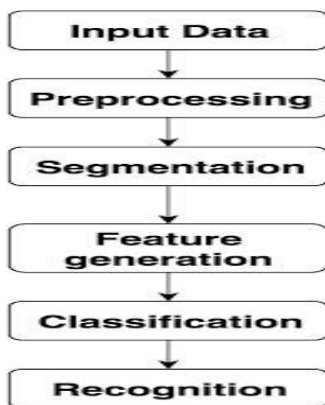 Input Data
Preprocessing
Segmentation
Feature
generation
Classification
Recognition